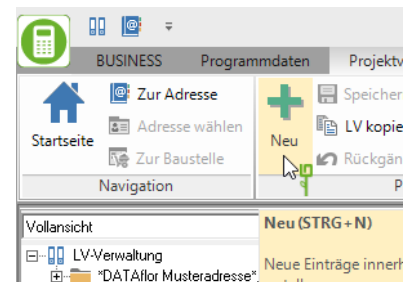 BUSINESS Programmdaten Projektv
Zur Adresse Speicher
Startseite Adresse wählen Neu LV kopie
Zur Baustelle Rückgän
Navigation P
Vollansicht Neu (STRG+N)
LV-Verwaltung Neue Einträge innerh
*DATAflor Musteradresse*,